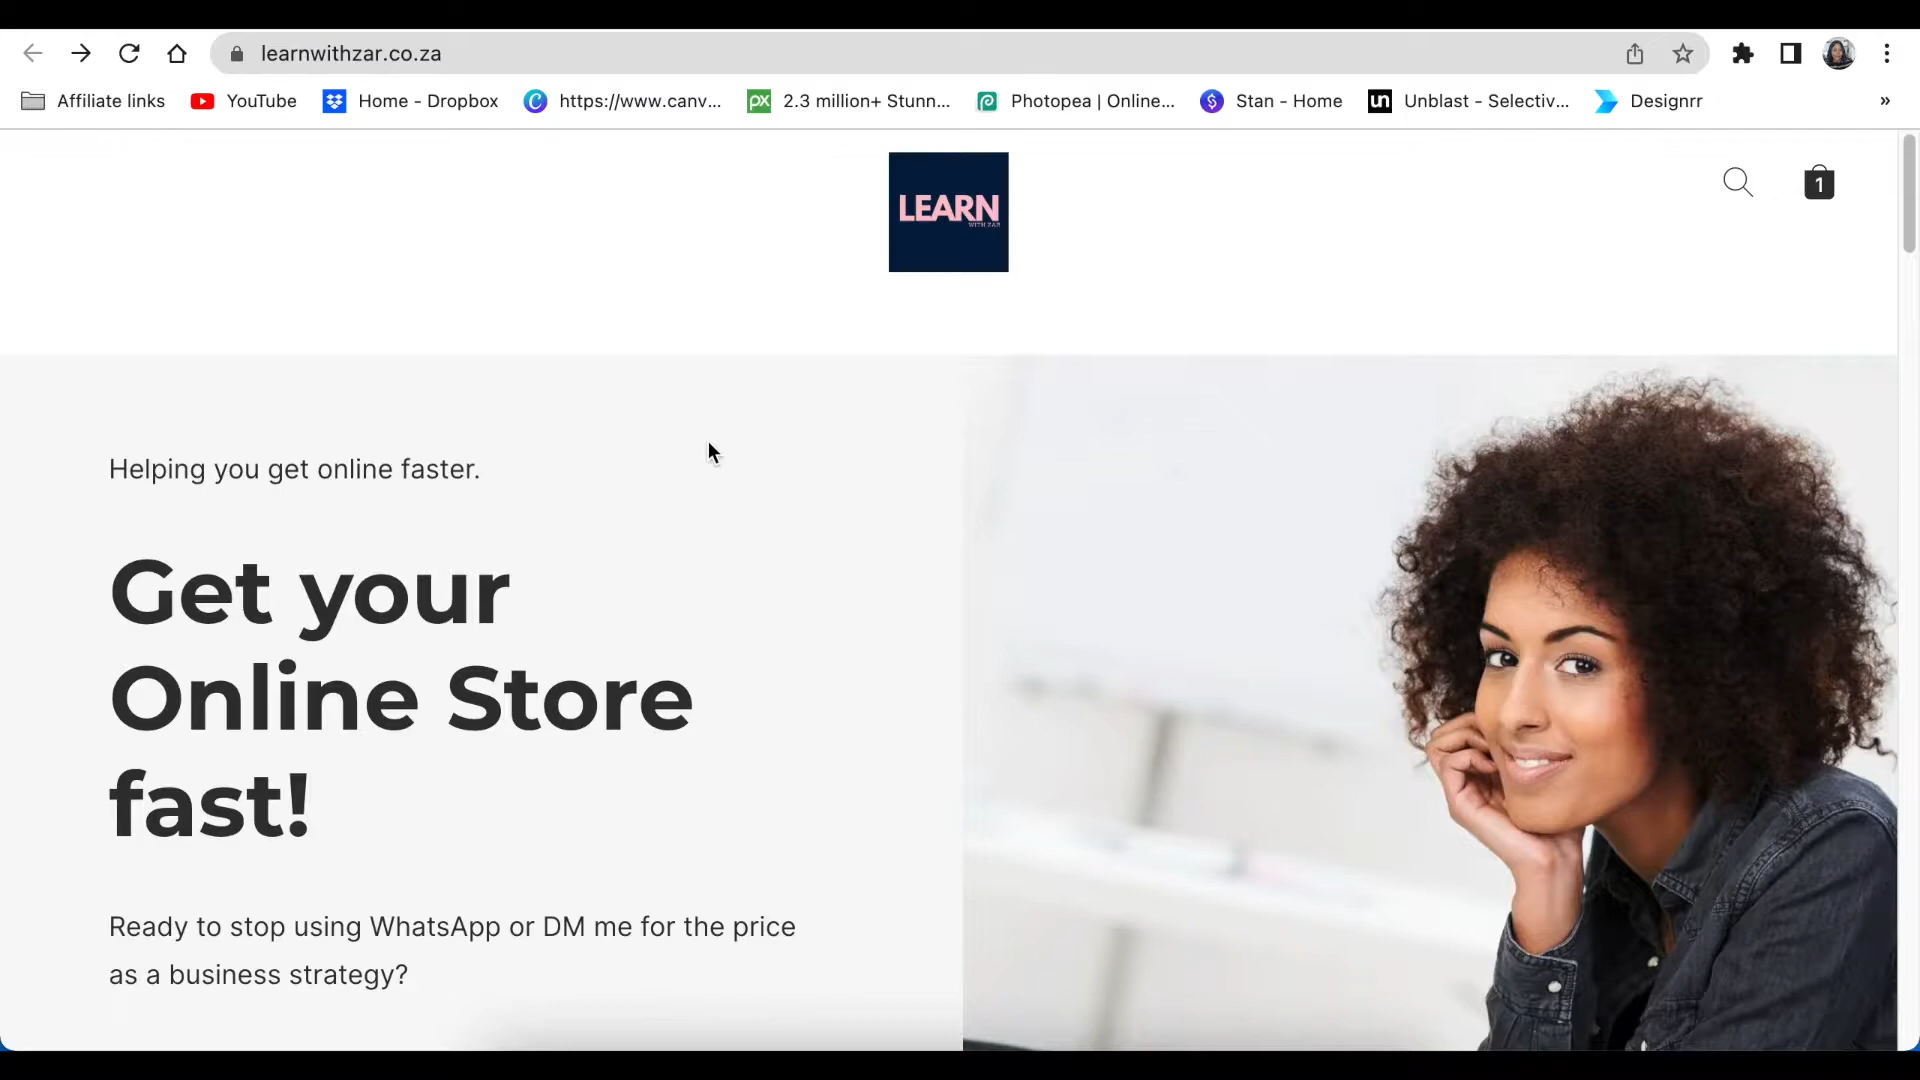 learnwithzar.co.za
Affiliate links YouTube Home - Dropbox https://www.canv... 2.3 million+ Stunn... Photopea | Online... Stan - Home Unblast - Selectiv... Designrr »
LEARN
WITH ZAR
1
Helping you get online faster.
Get your
Online Store
fast!
Ready to stop using WhatsApp or DM me for the price
as a business strategy?